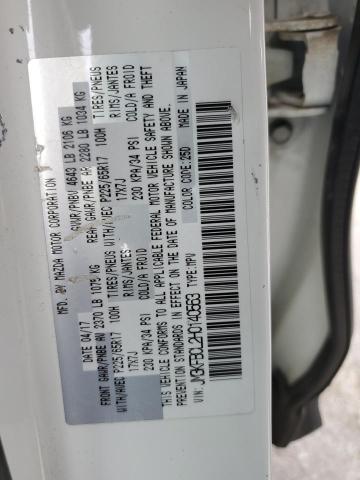 MFD. BY MAZDA MOTOR CORPORATION
DATE 04/17 GVWR/PNBV 4643 LB 2106 KG
FRONT GAWR/PNBE AV 2370 LB 1075 KG REAR GAWR/PNBE AR 2280 LB 1034 KG
WITH/AVEC P225/65R17 100H TIRES/PNEUS WITH/AVEC P225/65R17 100H TIRES/PNEUS
17X7J RIMS/JANTES 17X7J RIMS/JANTES
230 KPA/34 PSI COLD/A FROID 230 KPA/34 PSI COLD/A FROID
THIS VEHICLE CONFORMS TO ALL APPLICABLE FEDERAL MOTOR VEHICLE SAFETY AND THEFT
PREVENTION STANDARDS IN EFFECT ON THE DATE OF MANUFACTURE SHOWN ABOVE.
MADE IN JAPAN
VIN: JM3KFBCL2H0140563 TYPE:MPV COLOR:25D